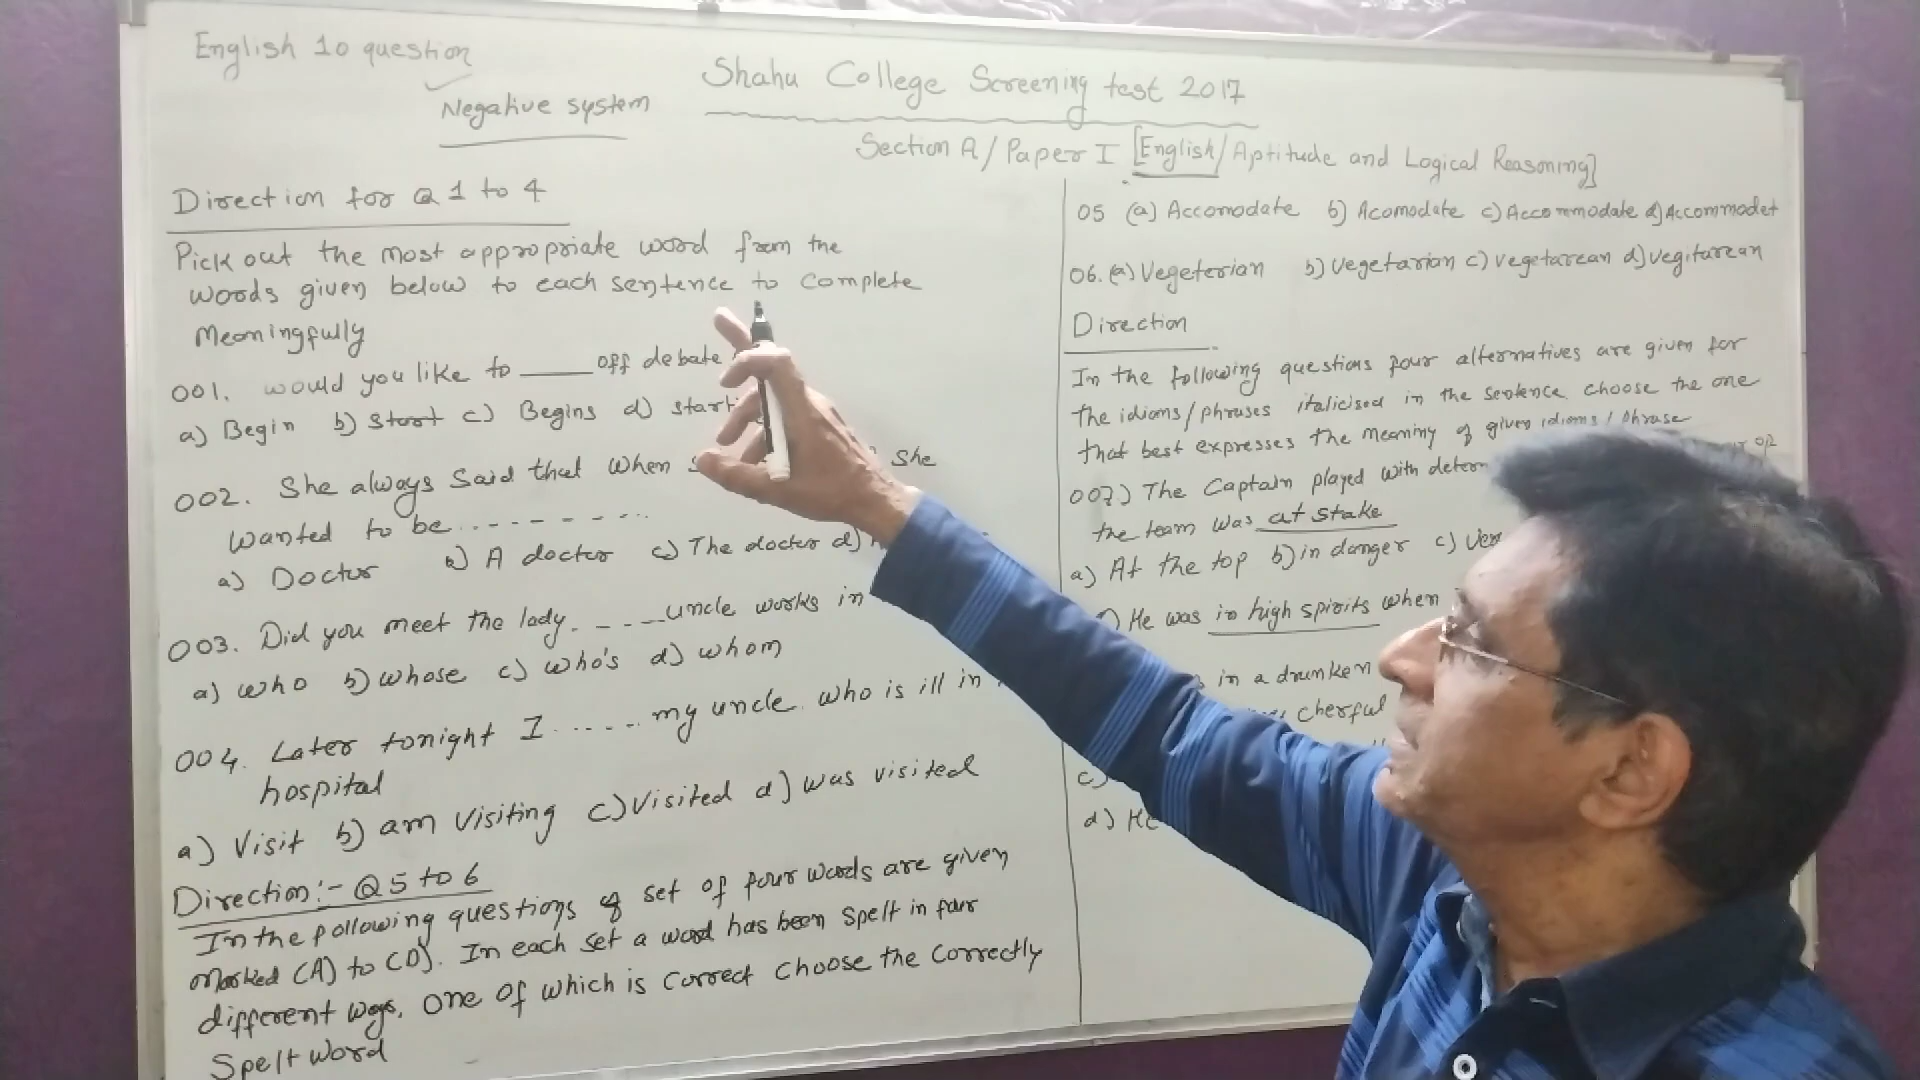 English 10 question
Negative system
Shahu College Screening test 2017
Section A/Paper I [English/Aptitude and Logical Reasoning]
Direction for Q 1 to 4
Pick out the most appropriate word from the
words given below to each sentence to complete
Meaningfully
001. would you like to ____ off debate
a) Begin b) Start c) Begins d) start
002. She always said that when she
wanted to be ........
a) Doctor b) A doctor c) The doctor d)
003. Did you meet the lady ____ uncle works in
a) who b) whose c) who's d) whom
004. Later tonight I ...... my uncle who is ill in
hospital
a) Visit b) am visiting c) Visited d) was visited
Direction:- Q 5 to 6
In the following questions of set of four words are given
marked (A) to (D). In each set a word has been spelt in four
different ways, one of which is correct choose the correctly
Spelt word
05 (a) Accomodate b) Acomodate c) Accommodate d) Accommodet
06. (a) Vegeterian b) Vegetarian c) vegetarean d) vegitarean
Direction
In the following questions four alternatives are given for
the idioms/phrases italicised in the sentence. choose the one
that best expresses the meaning of given idioms/phrase
007) The Captain played with
the team was at stake
a) At the top b) in danger c)
He was in high spirits when
in a drunken
cherful
c)
d) He